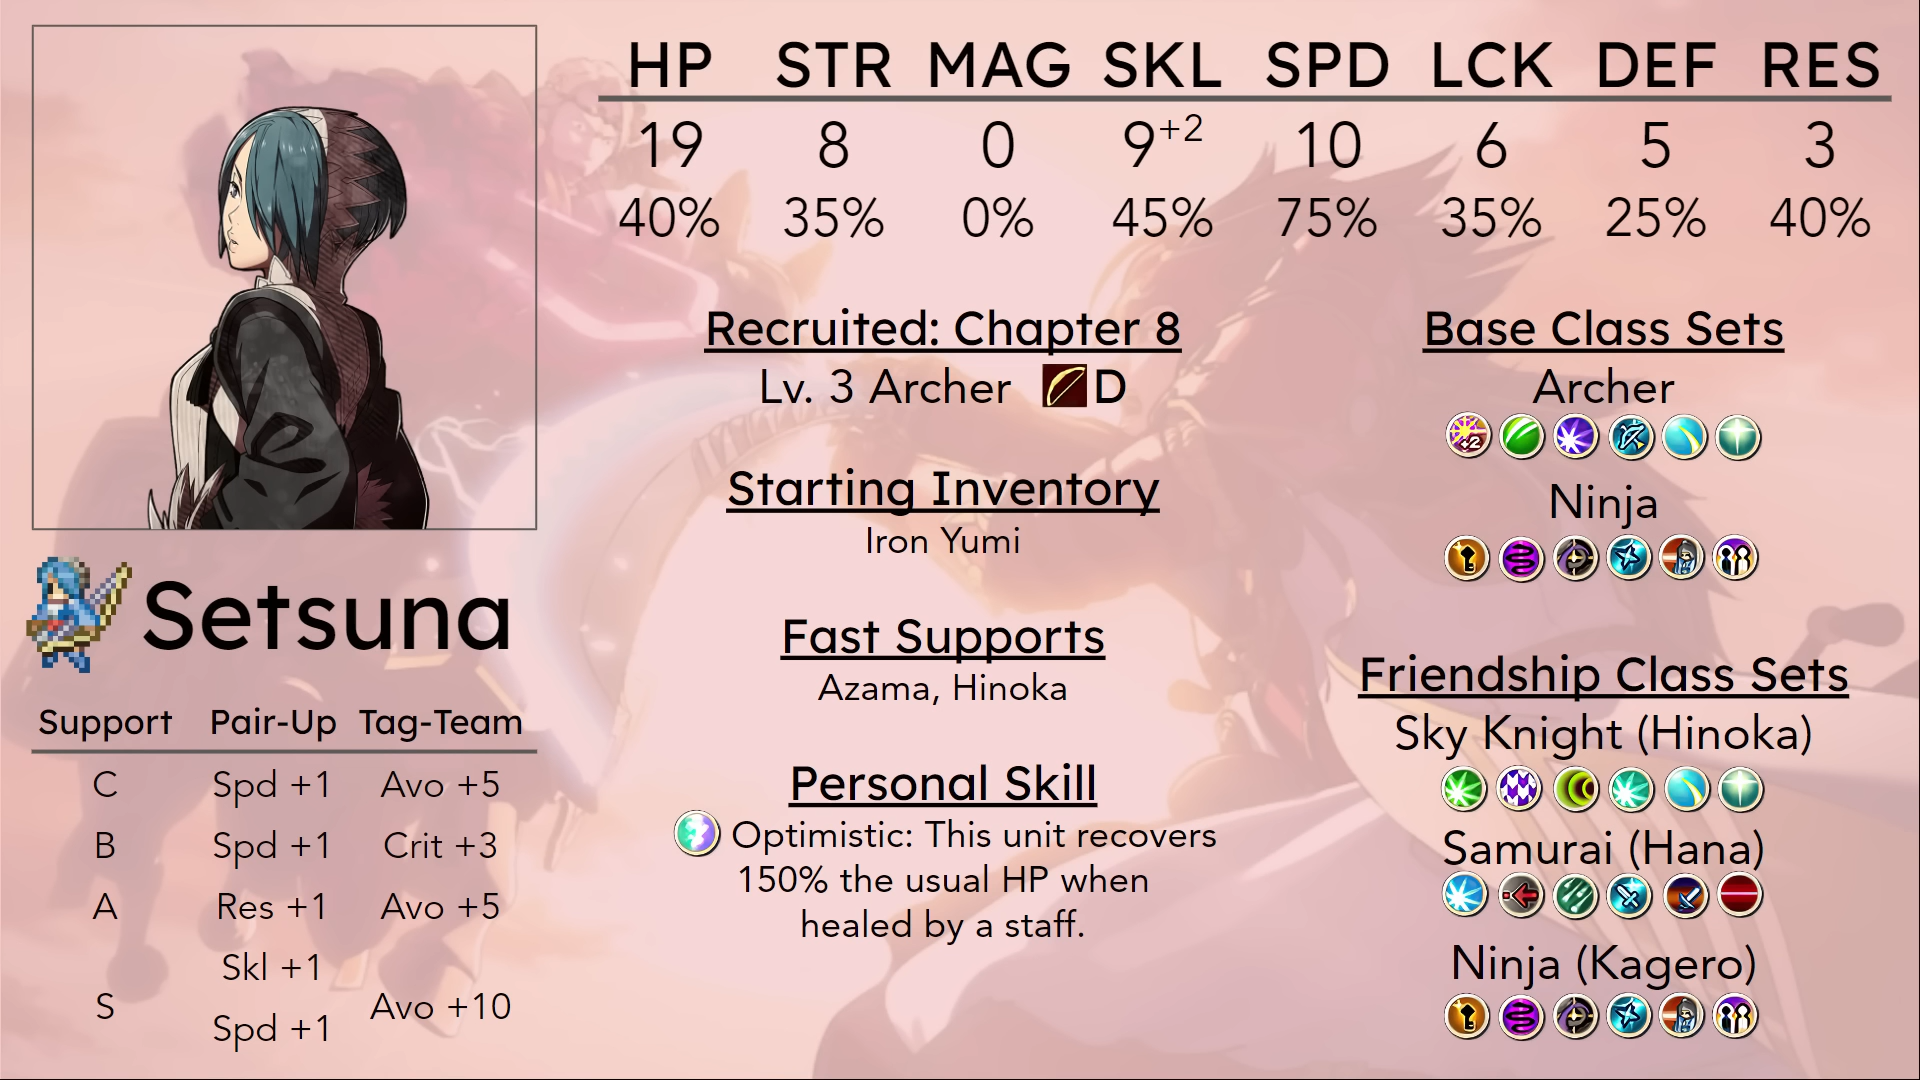 HP STR MAG SKL SPD LCK DEF RES
19 8 0 9+2 10 6 5 3
40% 35% 0% 45% 75% 35% 25% 40%
Setsuna
Support Pair-Up Tag-Team
C Spd +1 Avo +5
B Spd +1 Crit +3
A Res +1 Avo +5
S Skl +1 Avo +10
Spd +1
Recruited: Chapter 8
Lv. 3 Archer D
Starting Inventory
Iron Yumi
Fast Supports
Azama, Hinoka
Personal Skill
Optimistic: This unit recovers
150% the usual HP when
healed by a staff.
Base Class Sets
Archer
+2
Ninja
Friendship Class Sets
Sky Knight (Hinoka)
Samurai (Hana)
Ninja (Kagero)